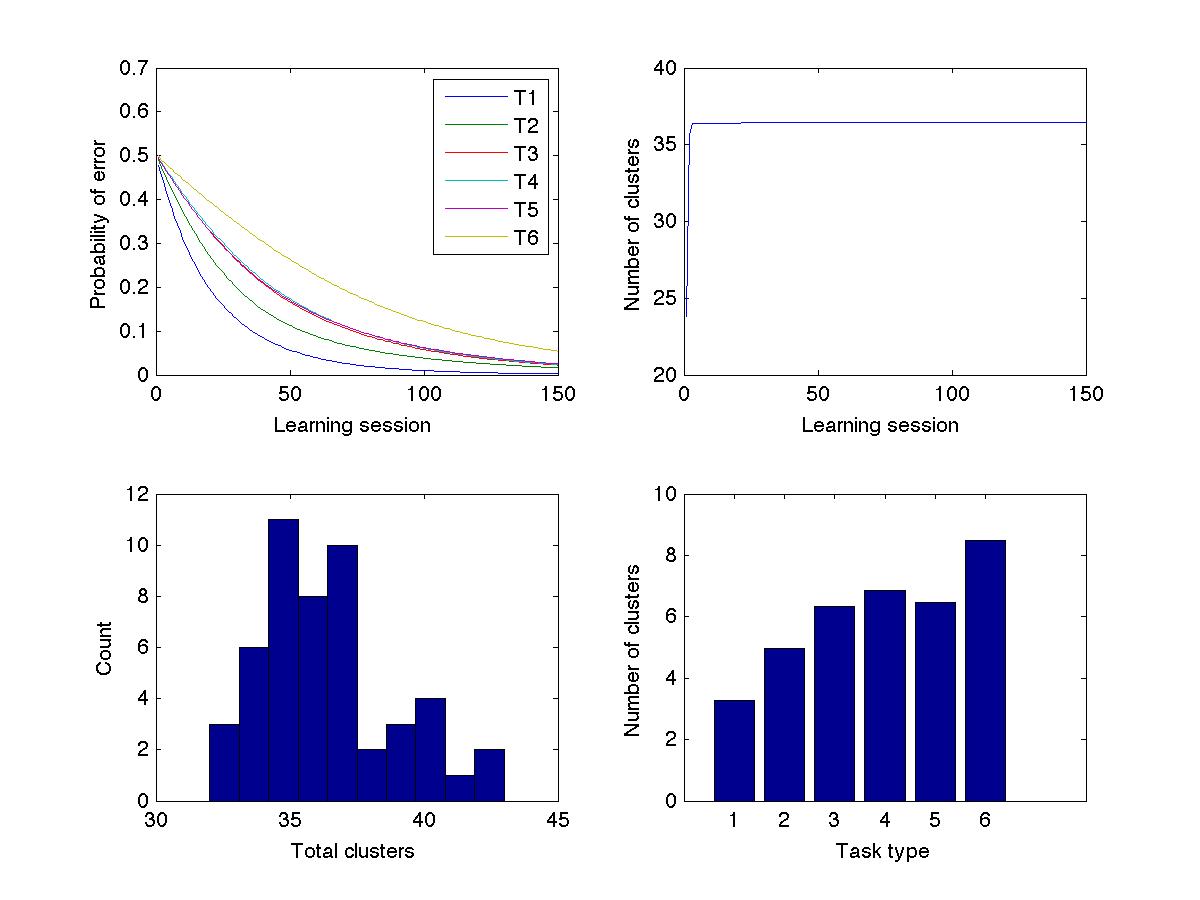 0.7
0.6
0.5
0.4
0.3
0.2
0.1
0
Probability of error
0 50 100 150
Learning session
T1
T2
T3
T4
T5
T6
40
35
30
25
20
Number of clusters
0 50 100 150
Learning session
12
10
8
6
4
2
0
Count
30 35 40 45
Total clusters
10
8
6
4
2
0
Number of clusters
1 2 3 4 5 6
Task type